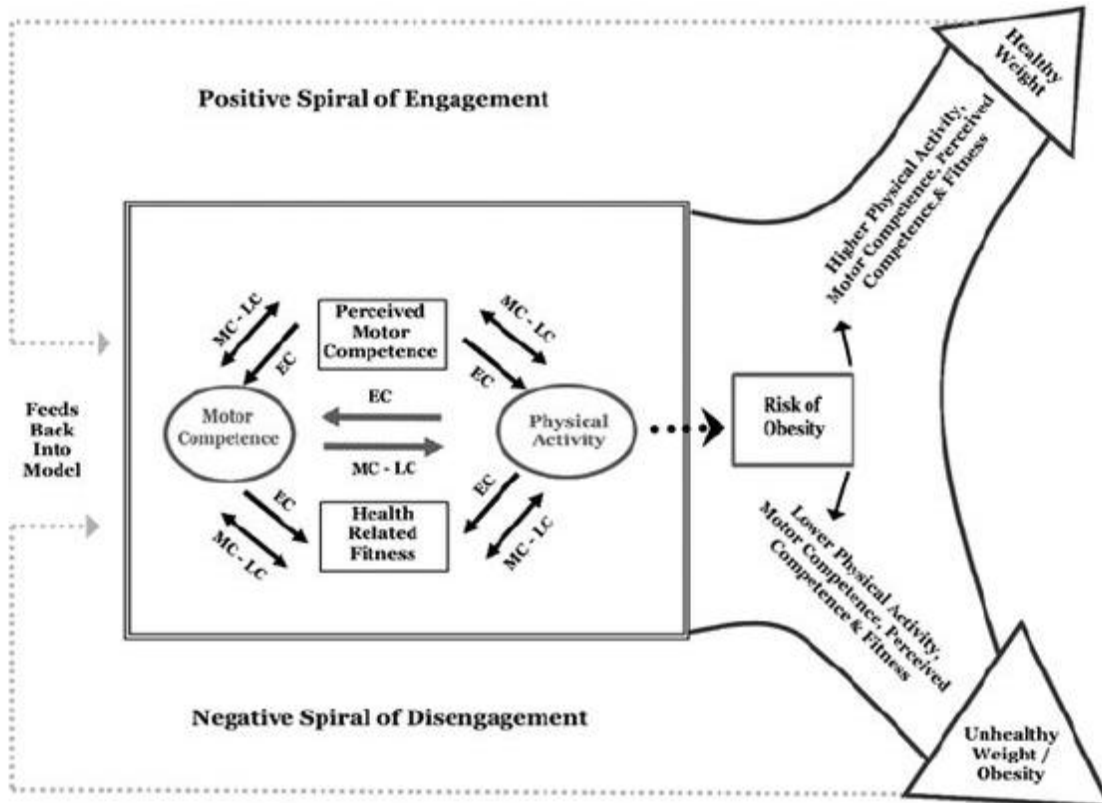 Healthy
Weight
Positive Spiral of Engagement
Higher Physical Activity,
Motor Competence, Perceived
Competence & Fitness
MC - LC
EC
Perceived
Motor
Competence
MC - LC
EC
EC
Motor
Competence
Physical
Activity
MC - LC
Risk of
Obesity
Feeds
Back
Into
Model
EC
MC - LC
Health
Related
Fitness
EC
MC - LC
Lower Physical Activity,
Motor Competence, Perceived
Competence & Fitness
Negative Spiral of Disengagement
Unhealthy
Weight /
Obesity